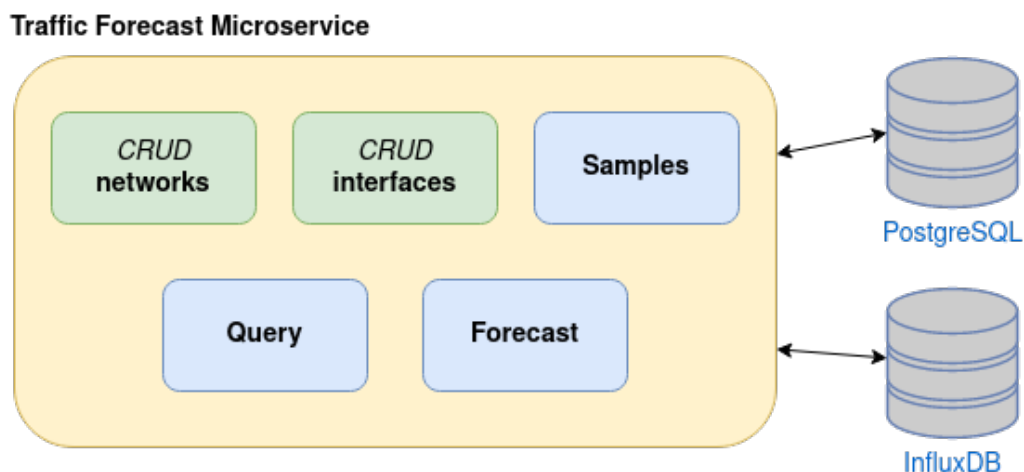 Traffic Forecast Microservice
CRUD
networks
CRUD
interfaces
Samples
PostgreSQL
Query
Forecast
InfluxDB